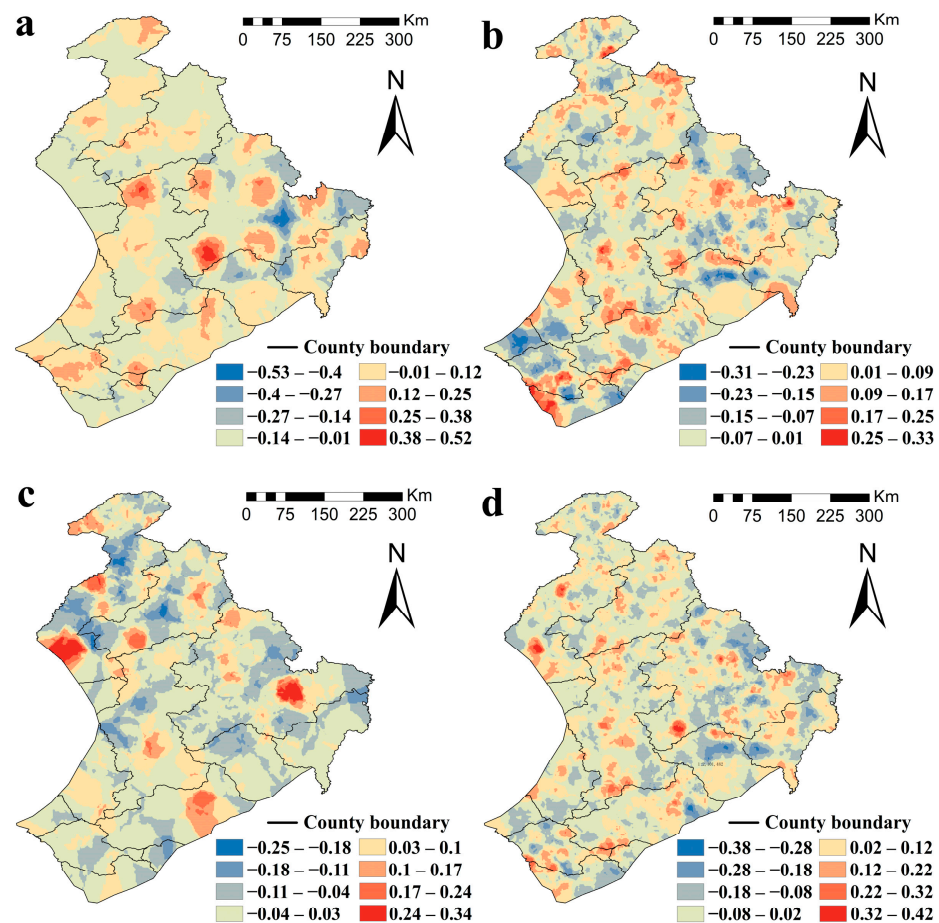 a
Km
0 75 150 225 300
N
County boundary
−0.53 – −0.4
−0.4 – −0.27
−0.27 – −0.14
−0.14 – −0.01
−0.01 – 0.12
0.12 – 0.25
0.25 – 0.38
0.38 – 0.52
b
Km
0 75 150 225 300
N
County boundary
−0.31 – −0.23
−0.23 – −0.15
−0.15 – −0.07
−0.07 – 0.01
0.01 – 0.09
0.09 – 0.17
0.17 – 0.25
0.25 – 0.33
c
Km
0 75 150 225 300
N
County boundary
−0.25 – −0.18
−0.18 – −0.11
−0.11 – −0.04
−0.04 – 0.03
0.03 – 0.1
0.1 – 0.17
0.17 – 0.24
0.24 – 0.34
d
Km
0 75 150 225 300
N
County boundary
−0.38 – −0.28
−0.28 – −0.18
−0.18 – −0.08
−0.08 – 0.02
0.02 – 0.12
0.12 – 0.22
0.22 – 0.32
0.32 – 0.42